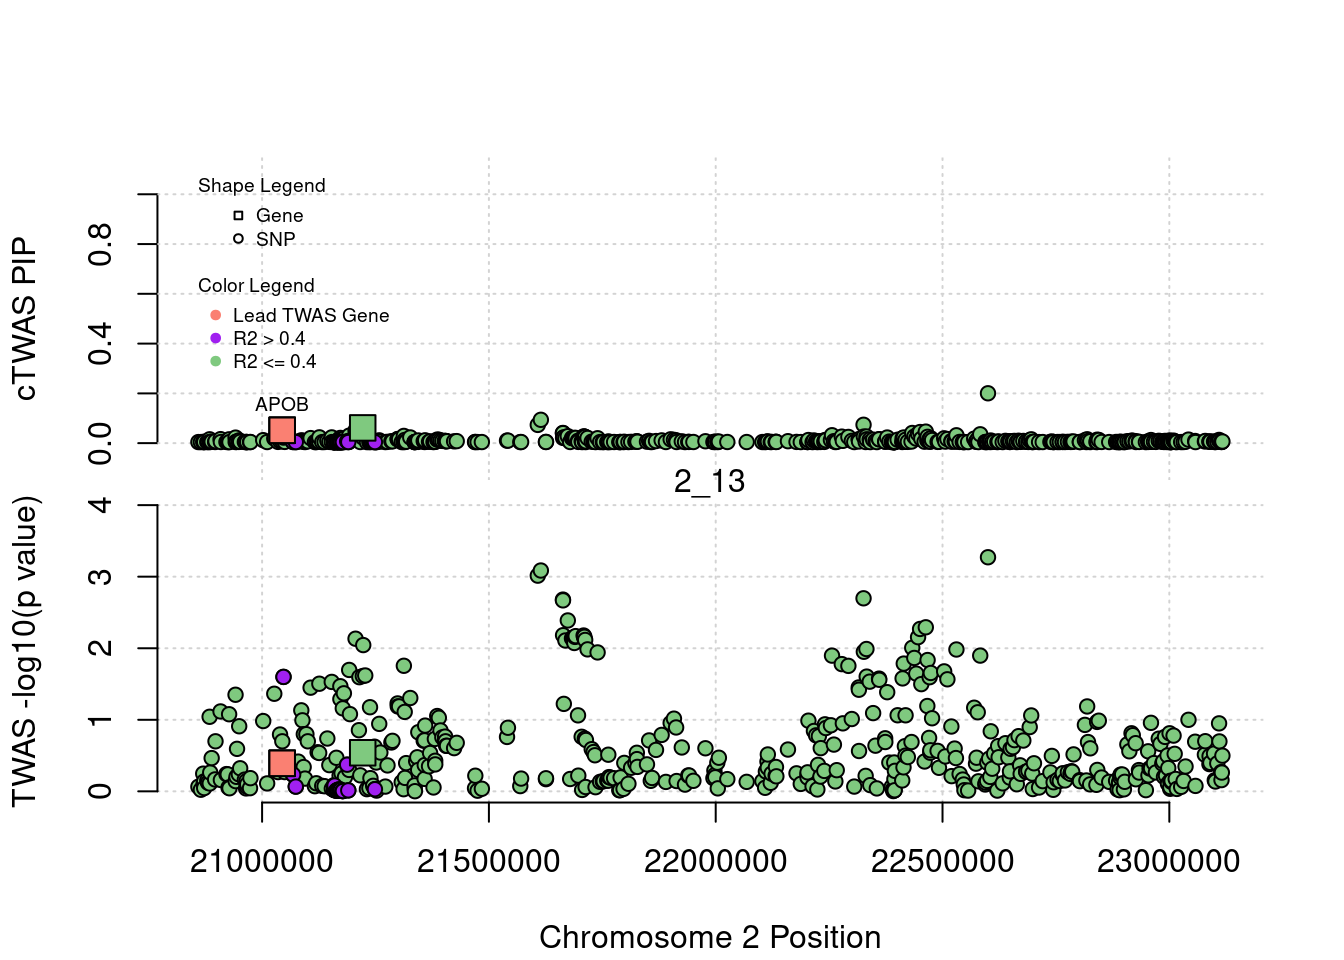 Shape Legend
Gene
SNP
Color Legend
Lead TWAS Gene
R2 > 0.4
R2 <= 0.4
APOB
cTWAS PIP
0.8
0.4
0.0
2_13
TWAS -log10(p value)
4
3
2
1
0
21000000 21500000 22000000 22500000 23000000
Chromosome 2 Position